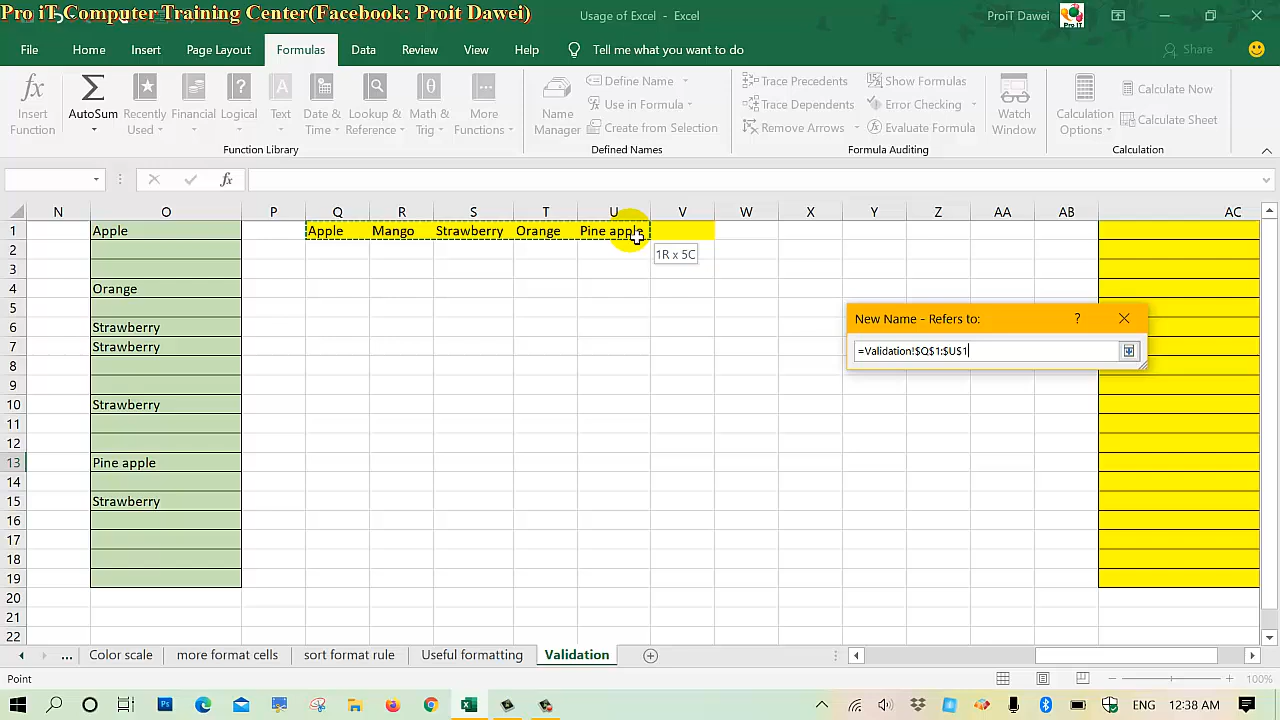 Pro iT Computer Training Center(Facebook: Proit Dawei)
Usage of Excel - Excel
ProiT Dawei
Pro IT
File Home Insert Page Layout Formulas Data Review View Help Tell me what you want to do Share
Insert Function
AutoSum
Recently Used
Financial
Logical
Text
Date & Time
Lookup & Reference
Math & Trig
More Functions
Function Library
Name Manager
Define Name
Use in Formula
Create from Selection
Defined Names
Trace Precedents
Trace Dependents
Remove Arrows
Show Formulas
Error Checking
Evaluate Formula
Formula Auditing
Watch Window
Calculation Options
Calculate Now
Calculate Sheet
Calculation
fx
N O P Q R S T U V W X Y Z AA AB AC
1 Apple Apple Mango Strawberry Orange Pine apple
2
1R x 5C
3
4 Orange
5
6 Strawberry
7 Strawberry
8
9
10 Strawberry
11
12
13 Pine apple
14
15 Strawberry
16
17
18
19
20
21
22
New Name - Refers to: ?
=Validation!$Q$1:$U$1
... Color scale more format cells sort format rule Useful formatting Validation
Point
100%
ENG 12:38 AM